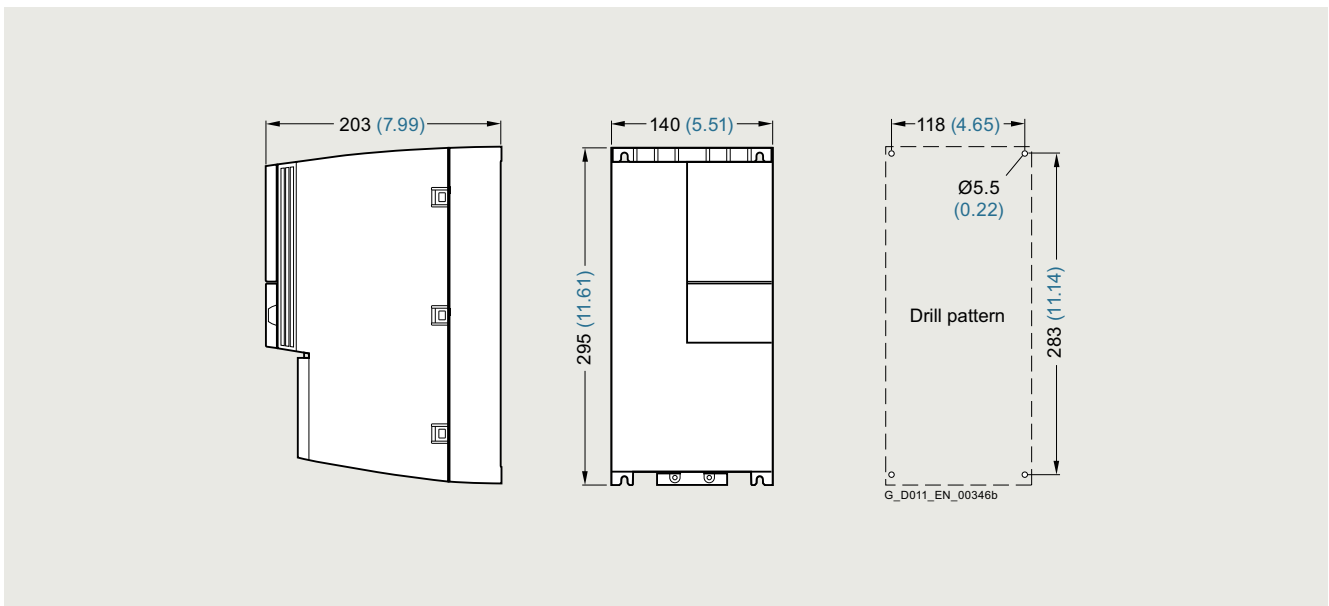 203 (7.99)
140 (5.51)
118 (4.65)
Ø5.5
(0.22)
295 (11.61)
283 (11.14)
Drill pattern
G_D011_EN_00346b